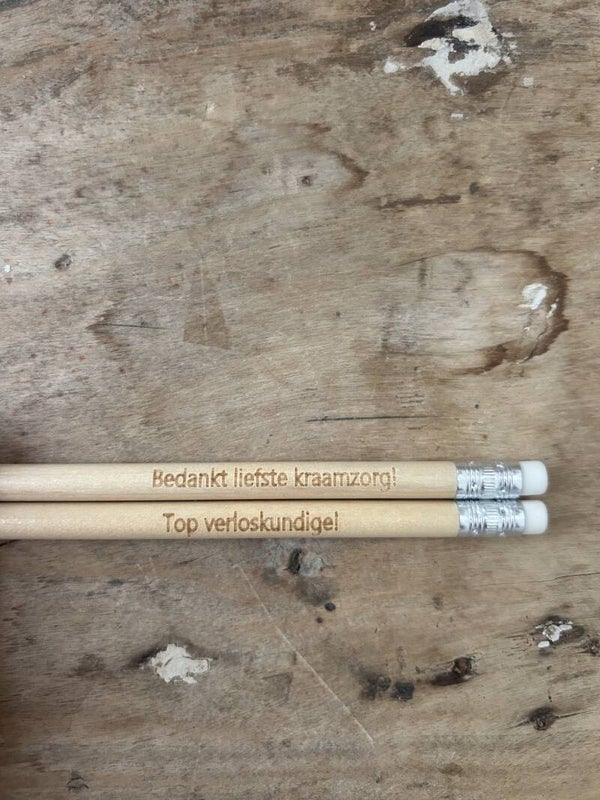 Bedankt liefste kraamzorg!
Top verloskundige!